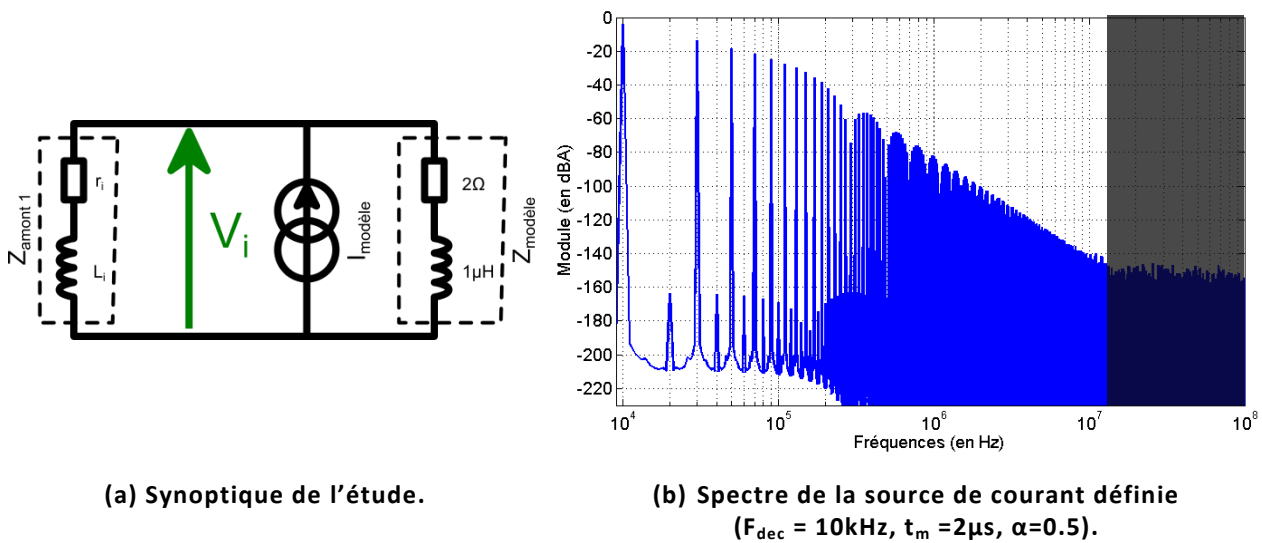 Z_amont 1
r_i
L_i
V_i
I_modèle
2Ω
1µH
Z_modèle
0
-20
-40
-60
-80
-100
-120
-140
-160
-180
-200
-220
Module (en dBA)
10^4
10^5
10^6
10^7
10^8
Fréquences (en Hz)
(a) Synoptique de l’étude.
(b) Spectre de la source de courant définie
(F_dec = 10kHz, t_m =2µs, α=0.5).